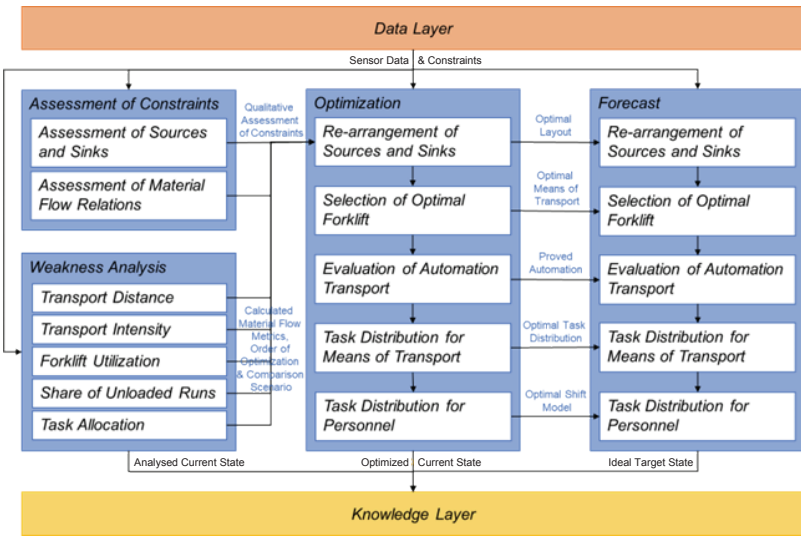 Data Layer
Sensor Data & Constraints
Assessment of Constraints
Assessment of Sources
and Sinks
Assessment of Material
Flow Relations
Qualitative
Assessment
of Constraints
Weakness Analysis
Transport Distance
Transport Intensity
Forklift Utilization
Share of Unloaded Runs
Task Allocation
Calculated
Material Flow
Metrics,
Order of
Optimization
& Comparison
Scenario
Optimization
Re-arrangement of
Sources and Sinks
Selection of Optimal
Forklift
Evaluation of Automation
Transport
Task Distribution for
Means of Transport
Task Distribution for
Personnel
Optimal
Layout
Optimal
Means of
Transport
Proved
Automation
Optimal Task
Distribution
Optimal Shift
Model
Forecast
Re-arrangement of
Sources and Sinks
Selection of Optimal
Forklift
Evaluation of Automation
Transport
Task Distribution for
Means of Transport
Task Distribution for
Personnel
Analysed Current State
Optimized Current State
Ideal Target State
Knowledge Layer